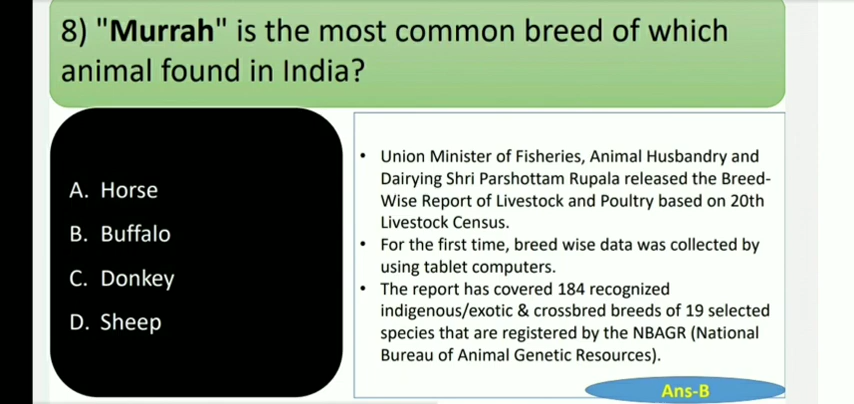 8) "Murrah" is the most common breed of which
animal found in India?
A. Horse
B. Buffalo
C. Donkey
D. Sheep
• Union Minister of Fisheries, Animal Husbandry and
Dairying Shri Parshottam Rupala released the Breed-
Wise Report of Livestock and Poultry based on 20th
Livestock Census.
• For the first time, breed wise data was collected by
using tablet computers.
• The report has covered 184 recognized
indigenous/exotic & crossbred breeds of 19 selected
species that are registered by the NBAGR (National
Bureau of Animal Genetic Resources).
Ans-B